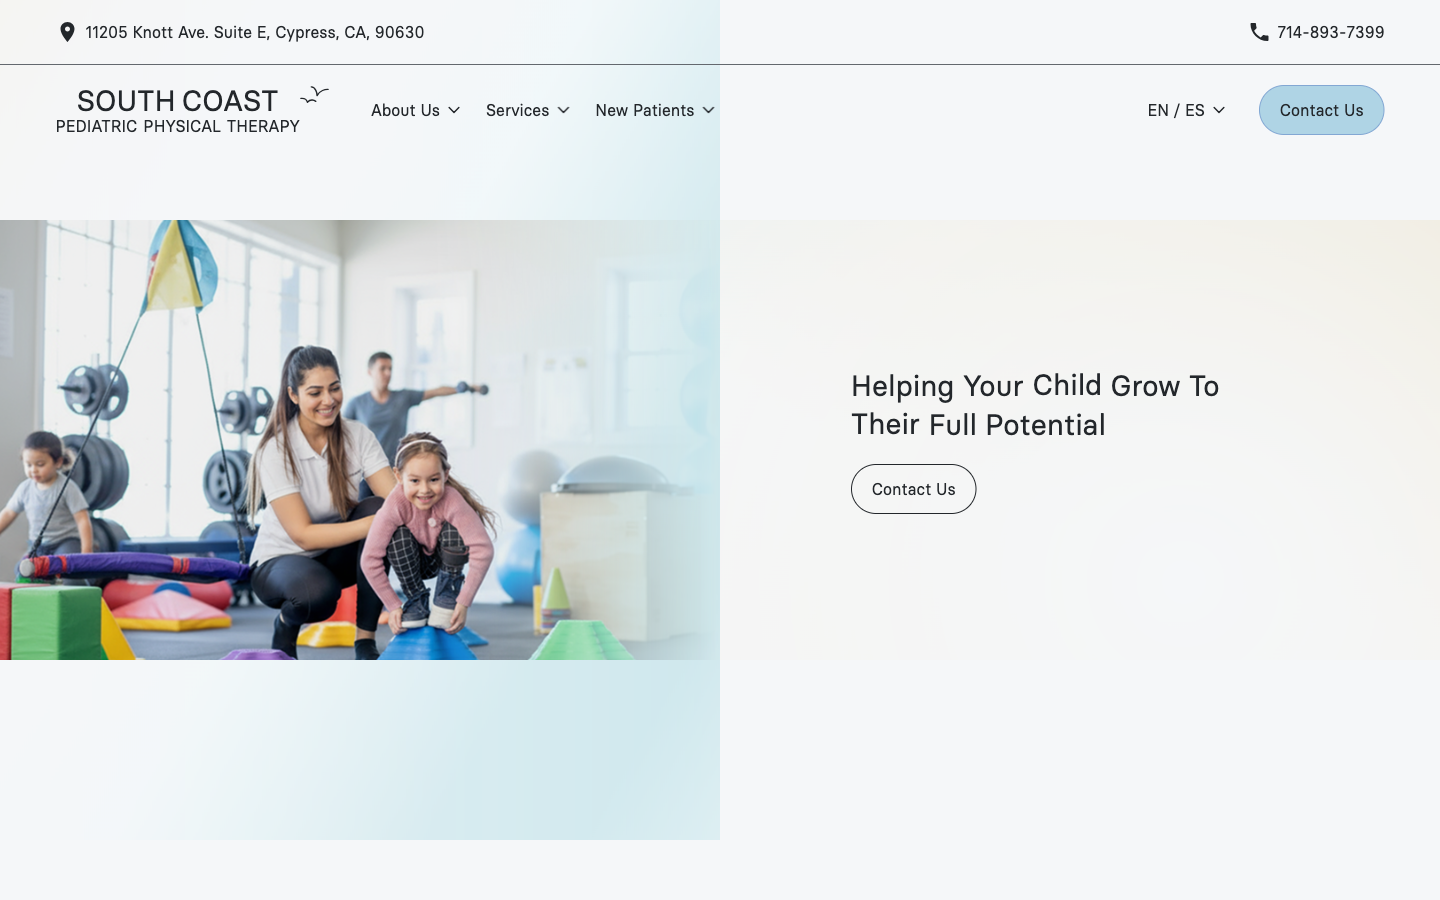 11205 Knott Ave. Suite E, Cypress, CA, 90630
714-893-7399
SOUTH COAST
PEDIATRIC PHYSICAL THERAPY
About Us
Services
New Patients
EN / ES
Contact Us
Helping Your Child Grow To
Their Full Potential
Contact Us